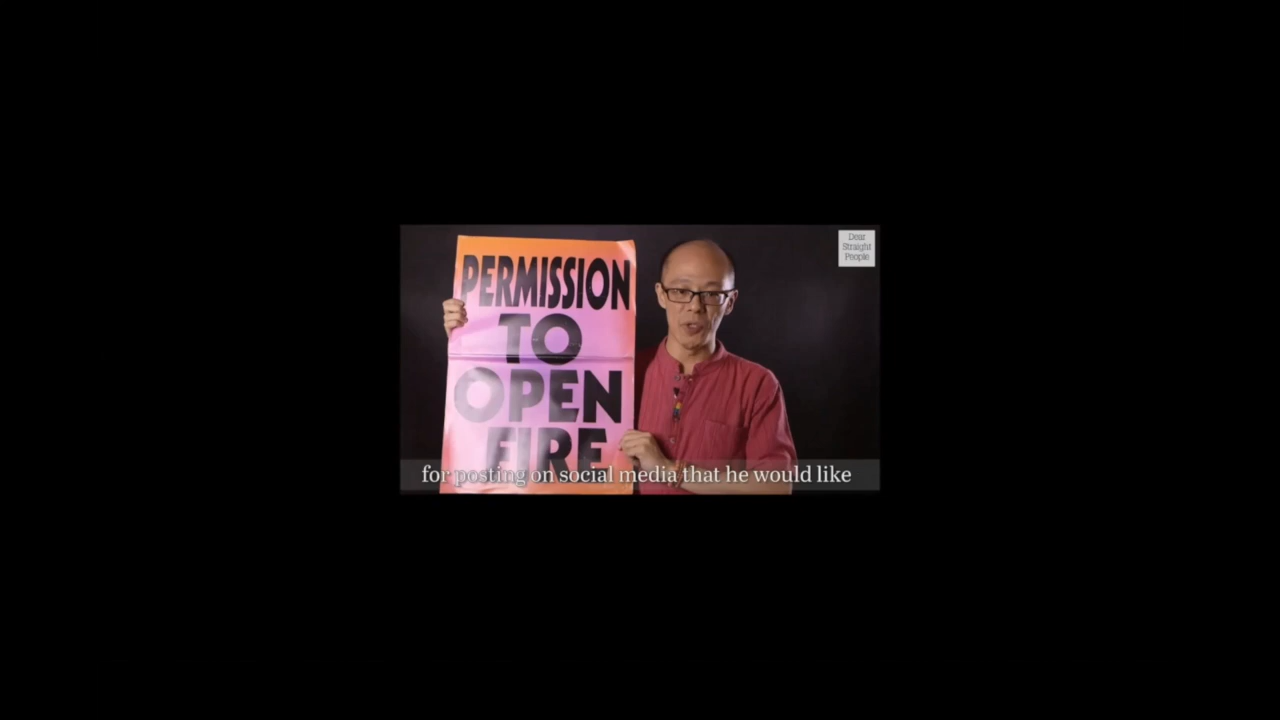 Dear
Straight
People
PERMISSION
TO
OPEN
FIRE
for posting on social media that he would like